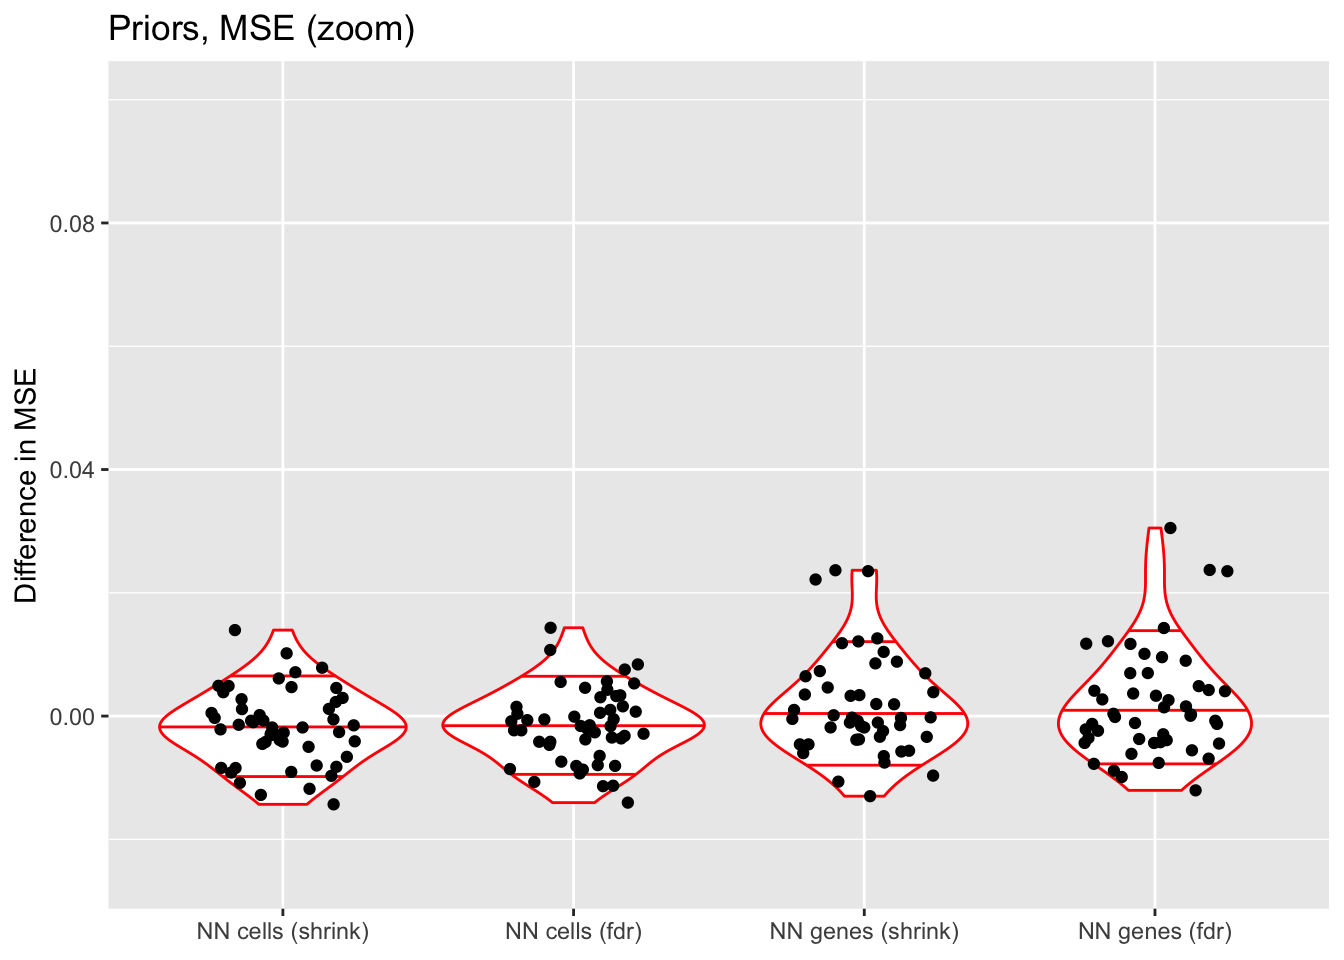 Priors, MSE (zoom)
Difference in MSE
0.08
0.04
0.00
NN cells (shrink)
NN cells (fdr)
NN genes (shrink)
NN genes (fdr)